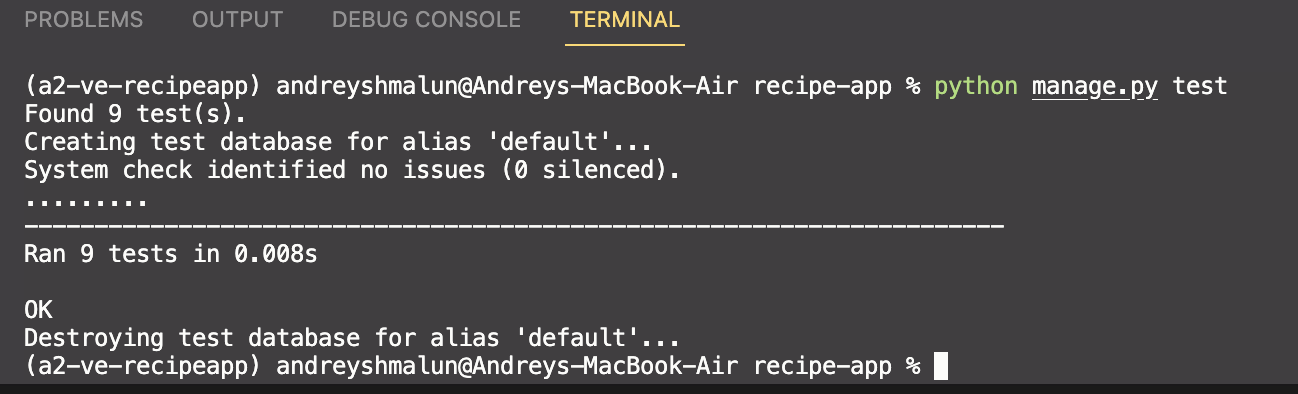 PROBLEMS OUTPUT DEBUG CONSOLE TERMINAL
(a2-ve-recipeapp) andreyshmalun@Andreys-MacBook-Air recipe-app % python manage.py test
Found 9 test(s).
Creating test database for alias 'default'...
System check identified no issues (0 silenced).
.........
----------------------------------------------------------------------
Ran 9 tests in 0.008s
OK
Destroying test database for alias 'default'...
(a2-ve-recipeapp) andreyshmalun@Andreys-MacBook-Air recipe-app %